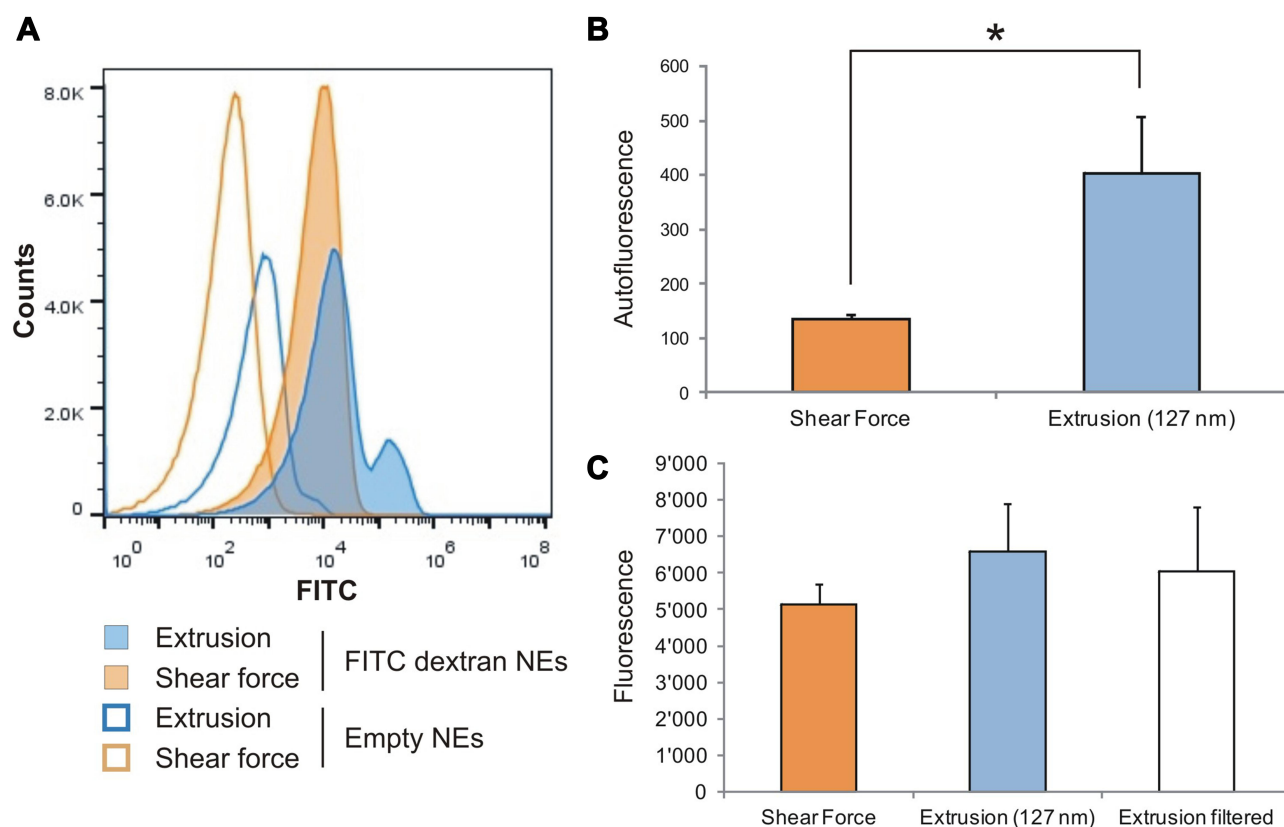 A
8.0K
6.0K
4.0K
2.0K
0
Counts
10^0 10^2 10^4 10^6 10^8
FITC
Extrusion
Shear force
FITC dextran NEs
Extrusion
Shear force
Empty NEs
B
*
600
500
400
300
200
100
0
Autofluorescence
Shear Force Extrusion (127 nm)
C
9'000
8'000
7'000
6'000
5'000
4'000
3'000
2'000
1'000
0
Fluorescence
Shear Force Extrusion (127 nm) Extrusion filtered